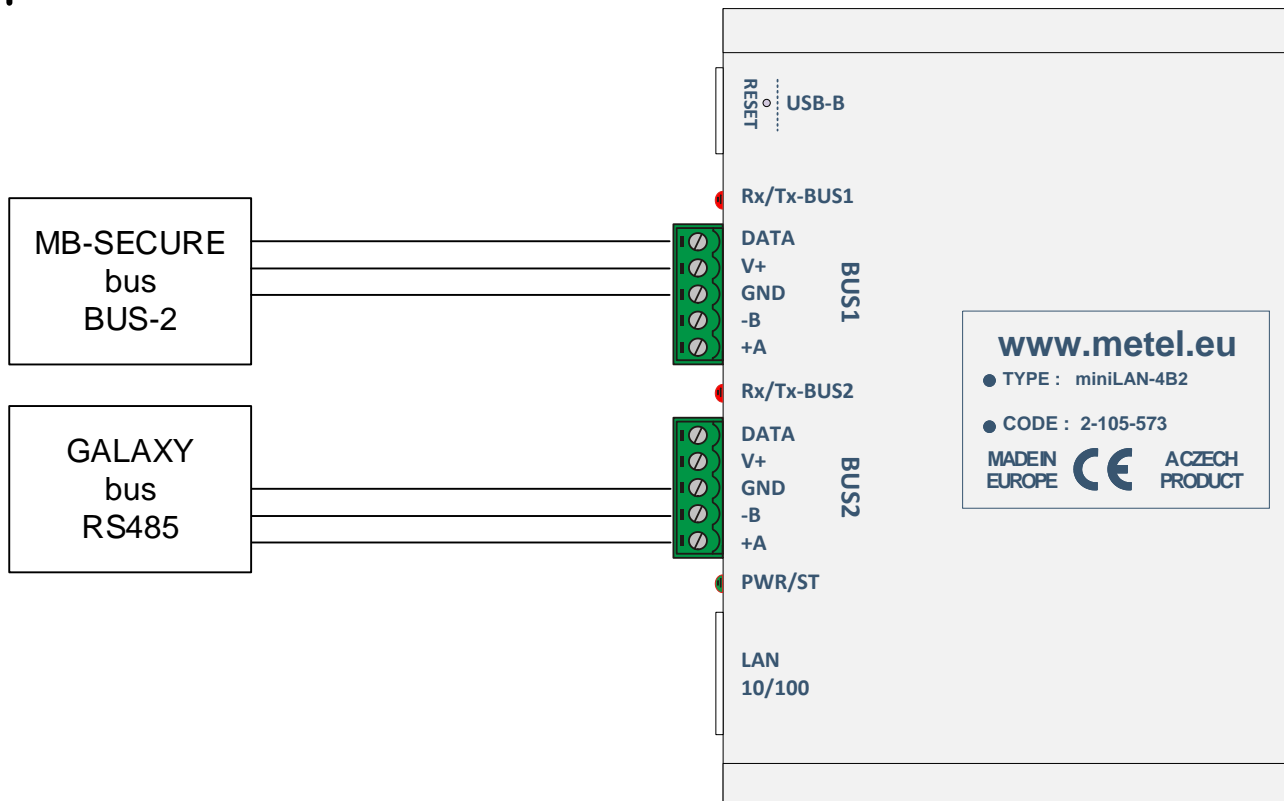 RESET
USB-B
Rx/Tx-BUS1
MB-SECURE
bus
BUS-2
DATA
V+
GND
-B
+A
BUS1
www.metel.eu
TYPE : miniLAN-4B2
CODE : 2-105-573
MADE IN
EUROPE
CE
A CZECH
PRODUCT
Rx/Tx-BUS2
GALAXY
bus
RS485
DATA
V+
GND
-B
+A
BUS2
PWR/ST
LAN
10/100